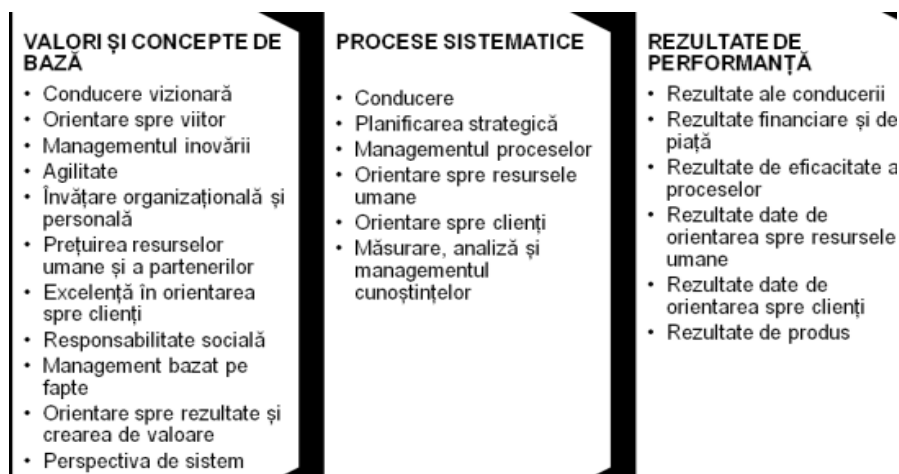 VALORI ȘI CONCEPTE DE
BAZĂ
• Conducere vizionară
• Orientare spre viitor
• Managementul inovării
• Agilitate
• Învățare organizațională și
personală
• Prețuirea resurselor
umane și a partenerilor
• Excelență în orientarea
spre clienți
• Responsabilitate socială
• Management bazat pe
fapte
• Orientare spre rezultate și
crearea de valoare
• Perspectiva de sistem
PROCESE SISTEMATICE
• Conducere
• Planificarea strategică
• Managementul proceselor
• Orientare spre resursele
umane
• Orientare spre clienți
• Măsurare, analiză și
managementul
cunoștințelor
REZULTATE DE
PERFORMANȚĂ
• Rezultate ale conducerii
• Rezultate financiare și de
piață
• Rezultate de eficacitate a
proceselor
• Rezultate date de
orientarea spre resursele
umane
• Rezultate date de
orientarea spre clienți
• Rezultate de produs